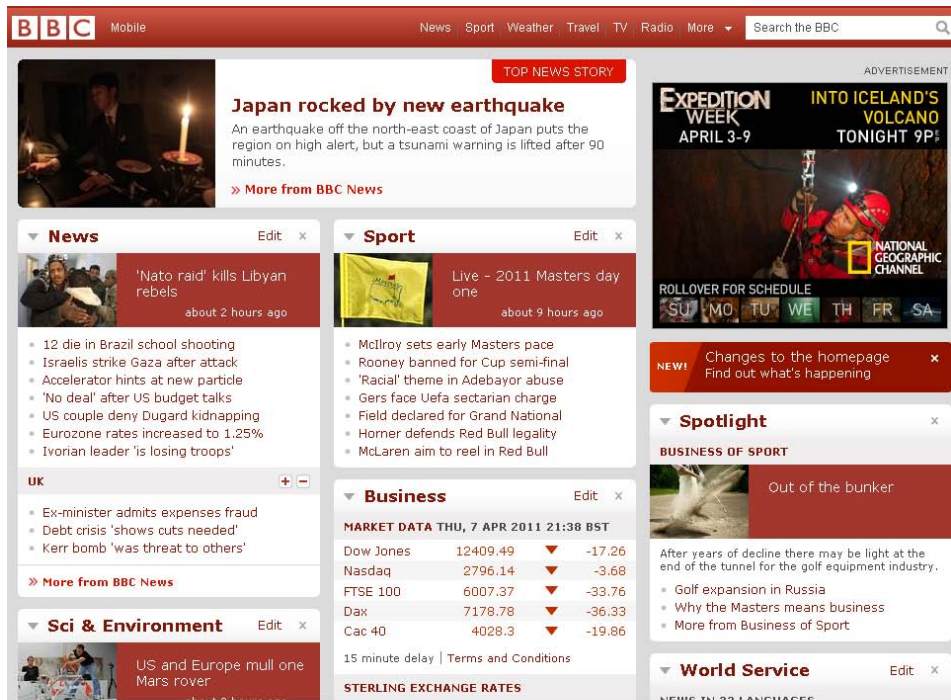 BBC
Mobile
News Sport Weather Travel TV Radio More
Search the BBC
TOP NEWS STORY
Japan rocked by new earthquake
An earthquake off the north-east coast of Japan puts the
region on high alert, but a tsunami warning is lifted after 90
minutes.
» More from BBC News
ADVERTISEMENT
EXPEDITION
WEEK
APRIL 3-9
INTO ICELAND'S
VOLCANO
TONIGHT 9P
NATIONAL
GEOGRAPHIC
CHANNEL
ROLLOVER FOR SCHEDULE
SU MO TU WE TH FR SA
News Edit x
'Nato raid' kills Libyan
rebels
about 2 hours ago
12 die in Brazil school shooting
Israelis strike Gaza after attack
Accelerator hints at new particle
'No deal' after US budget talks
US couple deny Dugard kidnapping
Eurozone rates increased to 1.25%
Ivorian leader 'is losing troops'
UK
Ex-minister admits expenses fraud
Debt crisis 'shows cuts needed'
Kerr bomb 'was threat to others'
» More from BBC News
Sci & Environment Edit x
US and Europe mull one
Mars rover
Sport Edit x
Live - 2011 Masters day
one
about 9 hours ago
McIlroy sets early Masters pace
Rooney banned for Cup semi-final
'Racial' theme in Adebayor abuse
Gers face Uefa sectarian charge
Field declared for Grand National
Horner defends Red Bull legality
McLaren aim to reel in Red Bull
Business Edit x
MARKET DATA THU, 7 APR 2011 21:38 BST
Dow Jones 12409.49 ▼ -17.26
Nasdaq 2796.14 ▼ -3.68
FTSE 100 6007.37 ▼ -33.76
Dax 7178.78 ▼ -36.33
Cac 40 4028.3 ▼ -19.86
15 minute delay | Terms and Conditions
STERLING EXCHANGE RATES
NEW! Changes to the homepage x
Find out what's happening
Spotlight x
BUSINESS OF SPORT
Out of the bunker
After years of decline there may be light at the
end of the tunnel for the golf equipment industry.
Golf expansion in Russia
Why the Masters means business
More from Business of Sport
World Service Edit x
NEWS IN 32 LANGUAGES